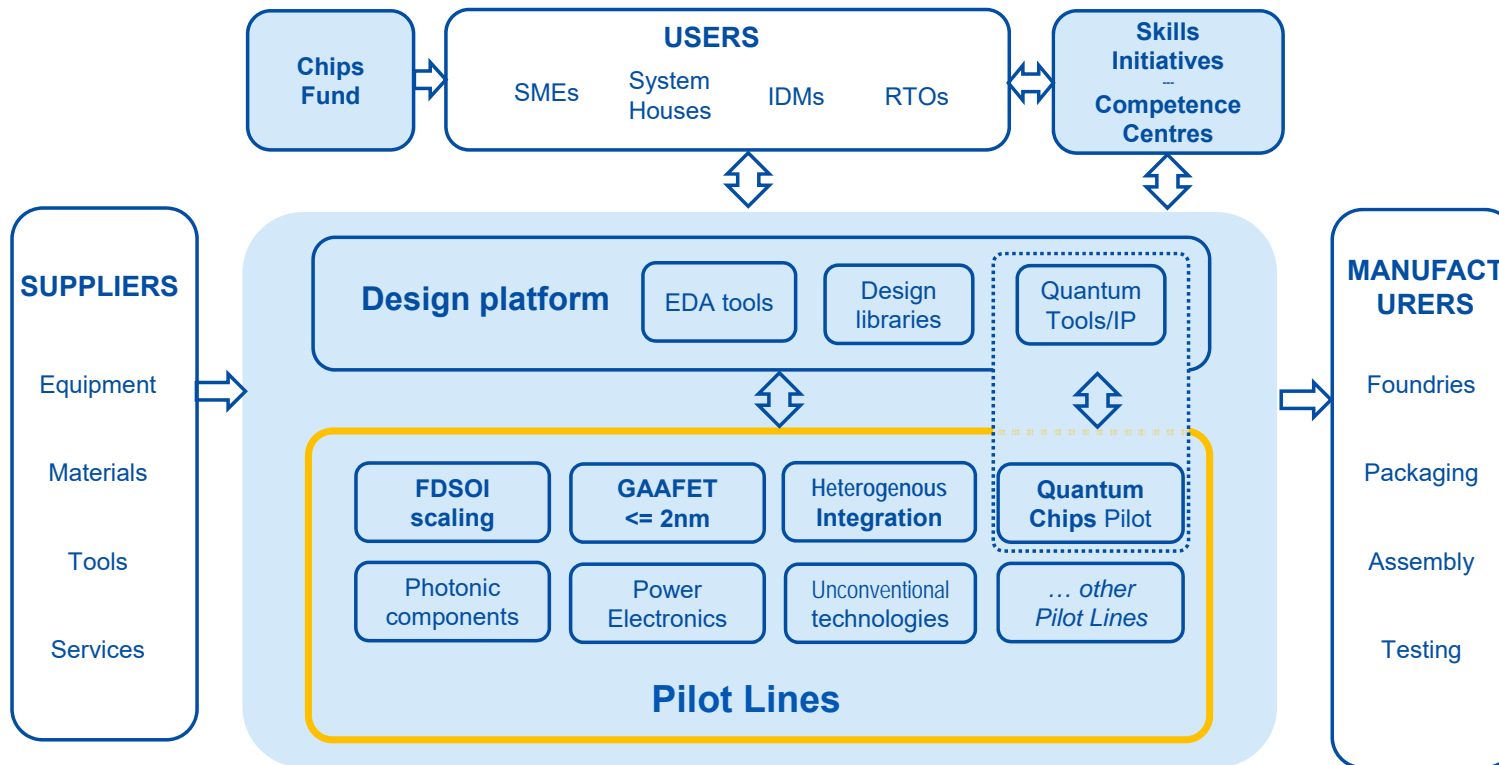 Chips
Fund
USERS
SMEs
System
Houses
IDMs
RTOs
Skills
Initiatives
---
Competence
Centres
SUPPLIERS
Equipment
Materials
Tools
Services
Design platform
EDA tools
Design
libraries
Quantum
Tools/IP
FDSOI
scaling
GAAFET
<= 2nm
Heterogenous
Integration
Quantum
Chips Pilot
Photonic
components
Power
Electronics
Unconventional
technologies
... other
Pilot Lines
Pilot Lines
MANUFACT
URERS
Foundries
Packaging
Assembly
Testing